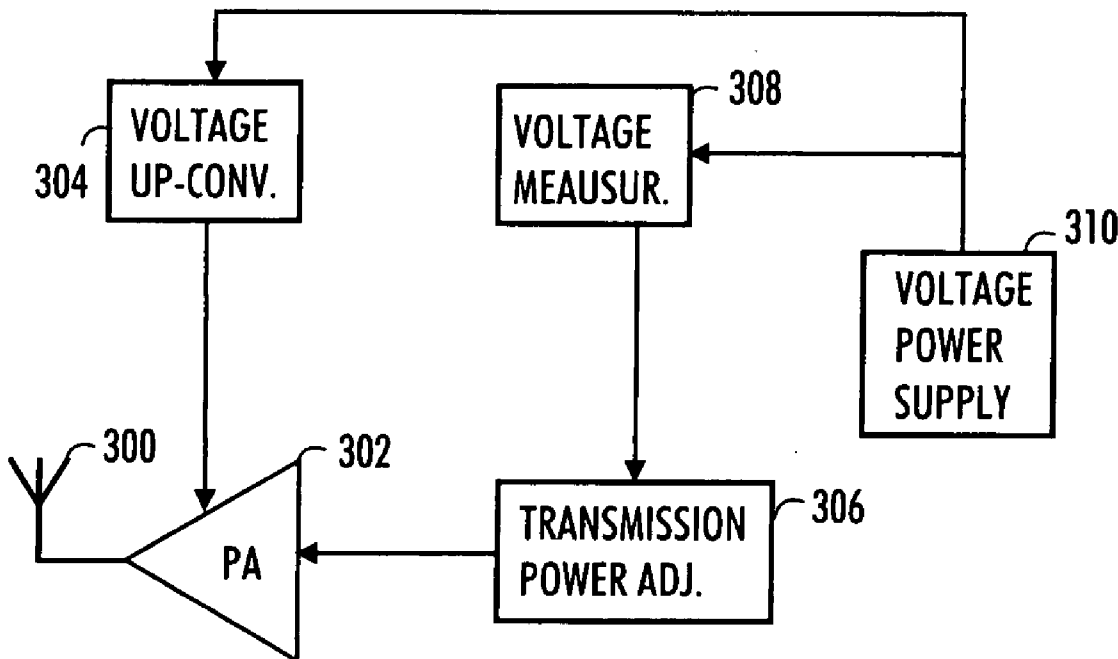 VOLTAGE
UP-CONV.
304
VOLTAGE
MEAUSUR.
308
VOLTAGE
POWER
SUPPLY
310
300
PA
302
TRANSMISSION
POWER ADJ.
306